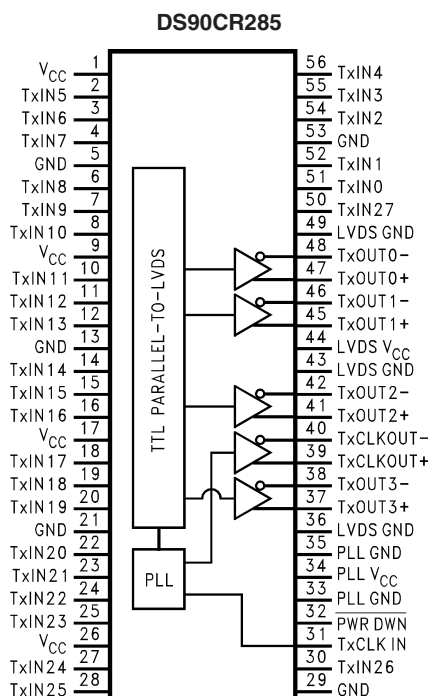 DS90CR285
VCC 1
TxIN5 2
TxIN6 3
TxIN7 4
GND 5
TxIN8 6
TxIN9 7
TxIN10 8
VCC 9
TxIN11 10
TxIN12 11
TxIN13 12
GND 13
TxIN14 14
TxIN15 15
TxIN16 16
VCC 17
TxIN17 18
TxIN18 19
TxIN19 20
GND 21
TxIN20 22
TxIN21 23
TxIN22 24
TxIN23 25
VCC 26
TxIN24 27
TxIN25 28
TTL PARALLEL-TO-LVDS
PLL
56 TxIN4
55 TxIN3
54 TxIN2
53 GND
52 TxIN1
51 TxIN0
50 TxIN27
49 LVDS GND
48 TxOUT0-
47 TxOUT0+
46 TxOUT1-
45 TxOUT1+
44 LVDS VCC
43 LVDS GND
42 TxOUT2-
41 TxOUT2+
40 TxCLKOUT-
39 TxCLKOUT+
38 TxOUT3-
37 TxOUT3+
36 LVDS GND
35 PLL GND
34 PLL VCC
33 PLL GND
32 PWR DWN
31 TxCLK IN
30 TxIN26
29 GND